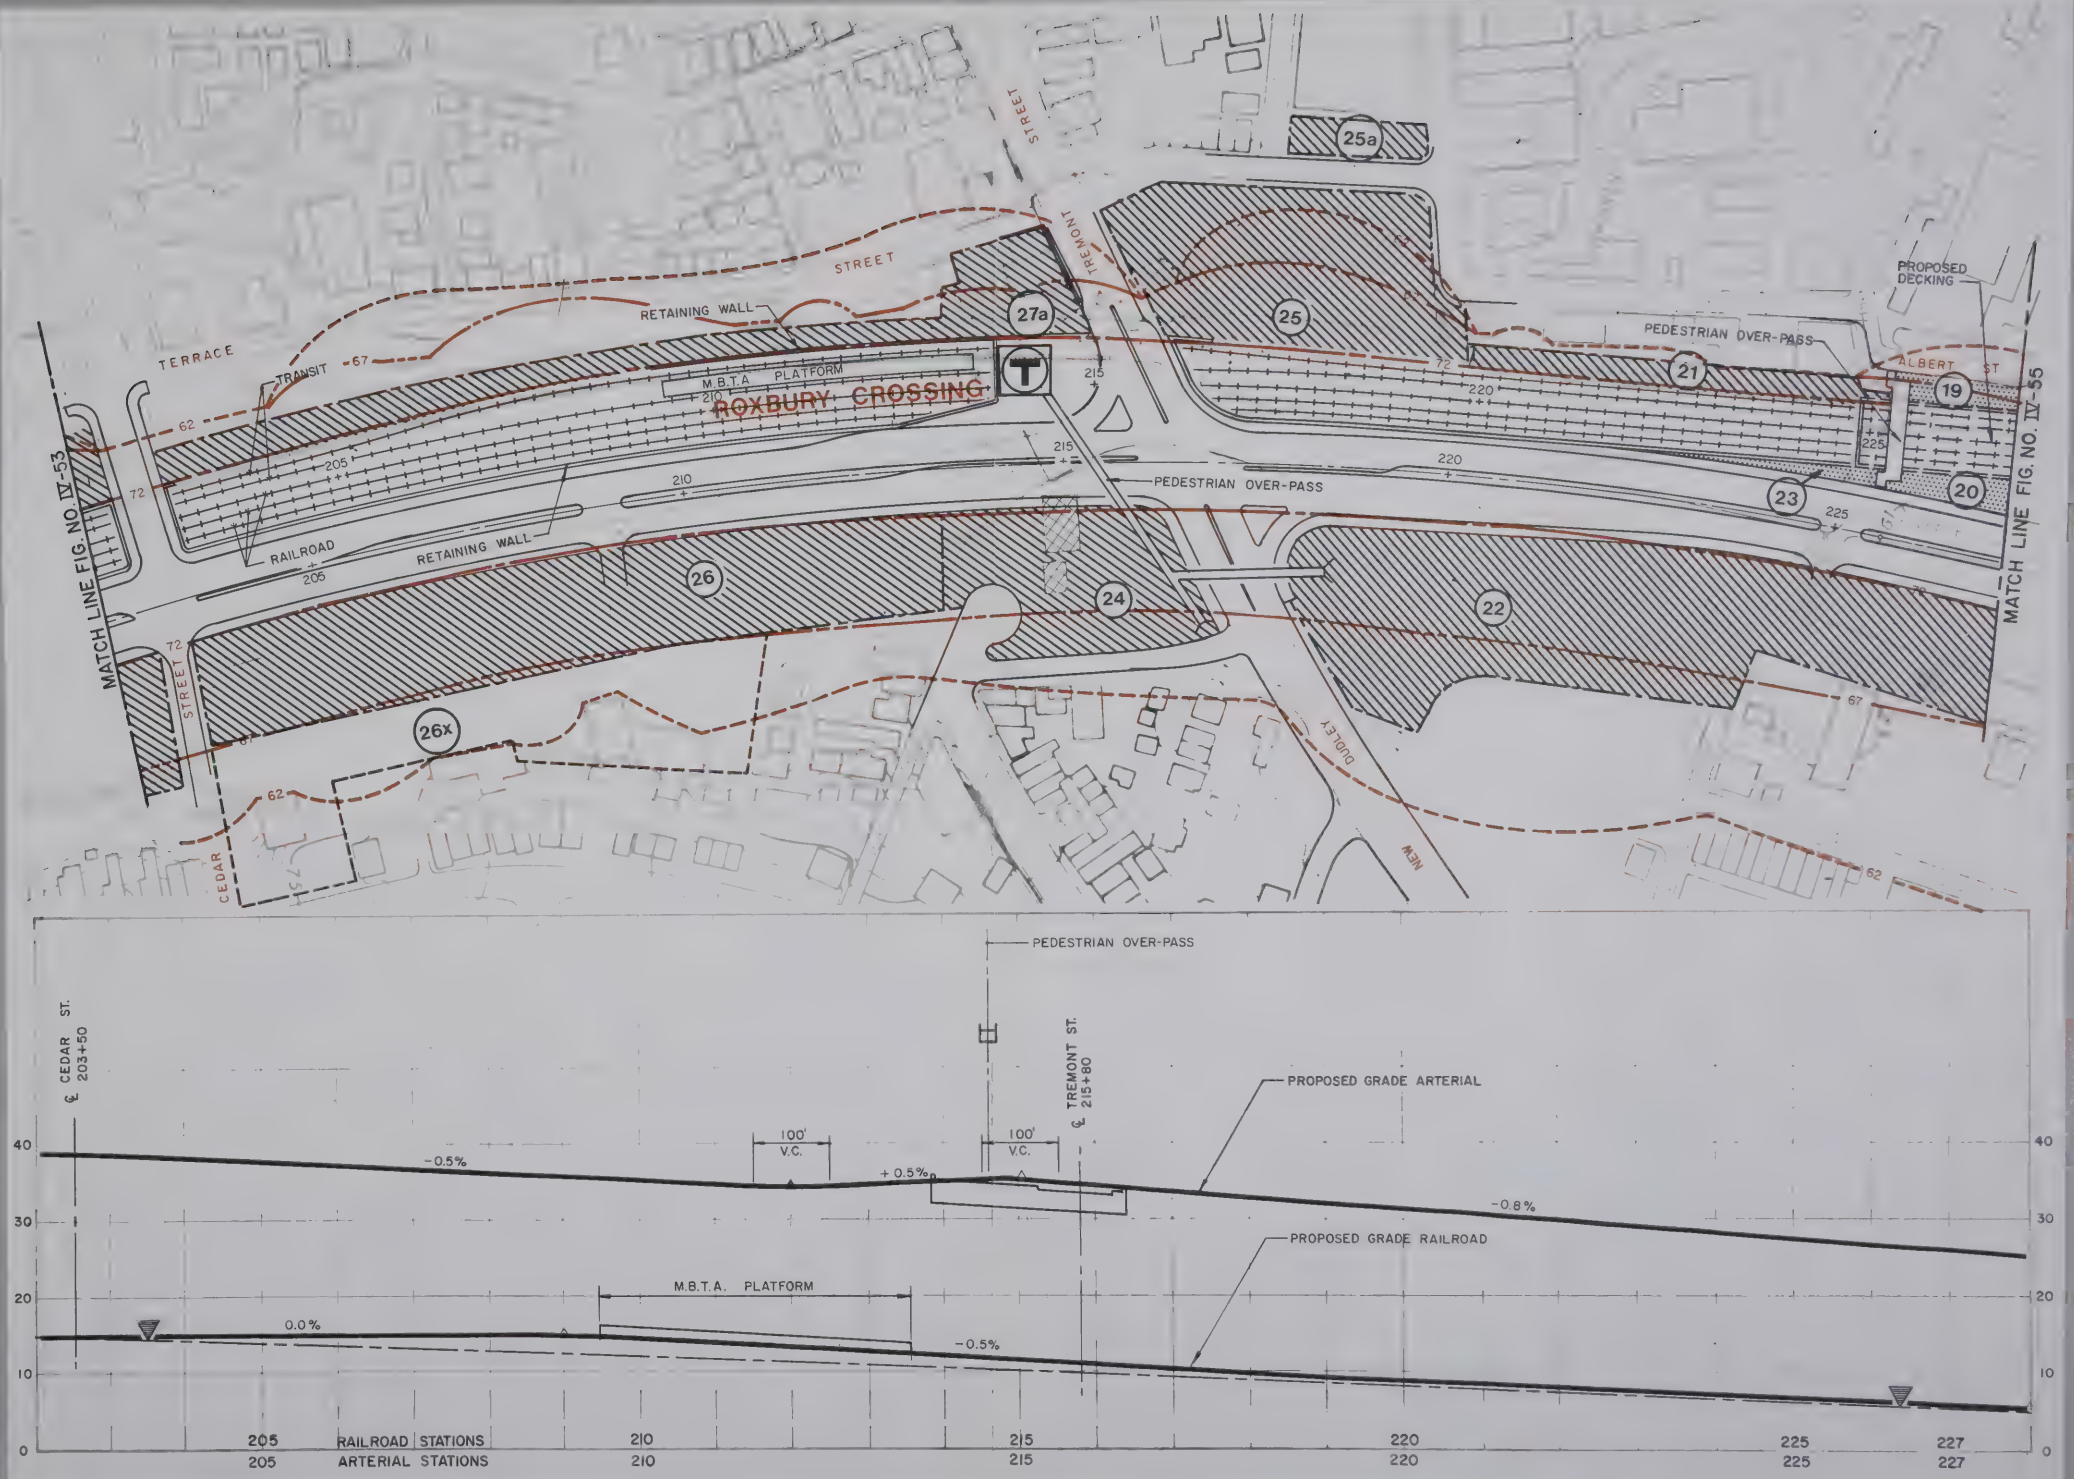 STREET
25a
TREMONT
STREET
62
PROPOSED
DECKING
RETAINING WALL
27a
25
67
PEDESTRIAN OVER-PASS
TERRACE
TRANSIT
67
M.B.T.A. PLATFORM
210
ROXBURY CROSSING
T
215
72
220
21
ALBERT ST
19
62
205
72
215
220
225
23
20
225
PEDESTRIAN OVER-PASS
210
RAILROAD
RETAINING WALL
205
26
24
22
72
72
STREET
67
26x
67
62
CEDAR
DUDLEY
NEW
62
MATCH LINE FIG. NO. IV-53
MATCH LINE FIG. NO. IV-55
PEDESTRIAN OVER-PASS
℄ CEDAR ST.
203+50
℄ TREMONT ST.
215+80
PROPOSED GRADE ARTERIAL
40
100'
V.C.
100'
V.C.
40
-0.5%
+0.5%
-0.8%
30
30
PROPOSED GRADE RAILROAD
M.B.T.A. PLATFORM
20
20
0.0%
-0.5%
10
10
0
0
205 RAILROAD STATIONS 210 215 220 225 227
205 ARTERIAL STATIONS 210 215 220 225 227